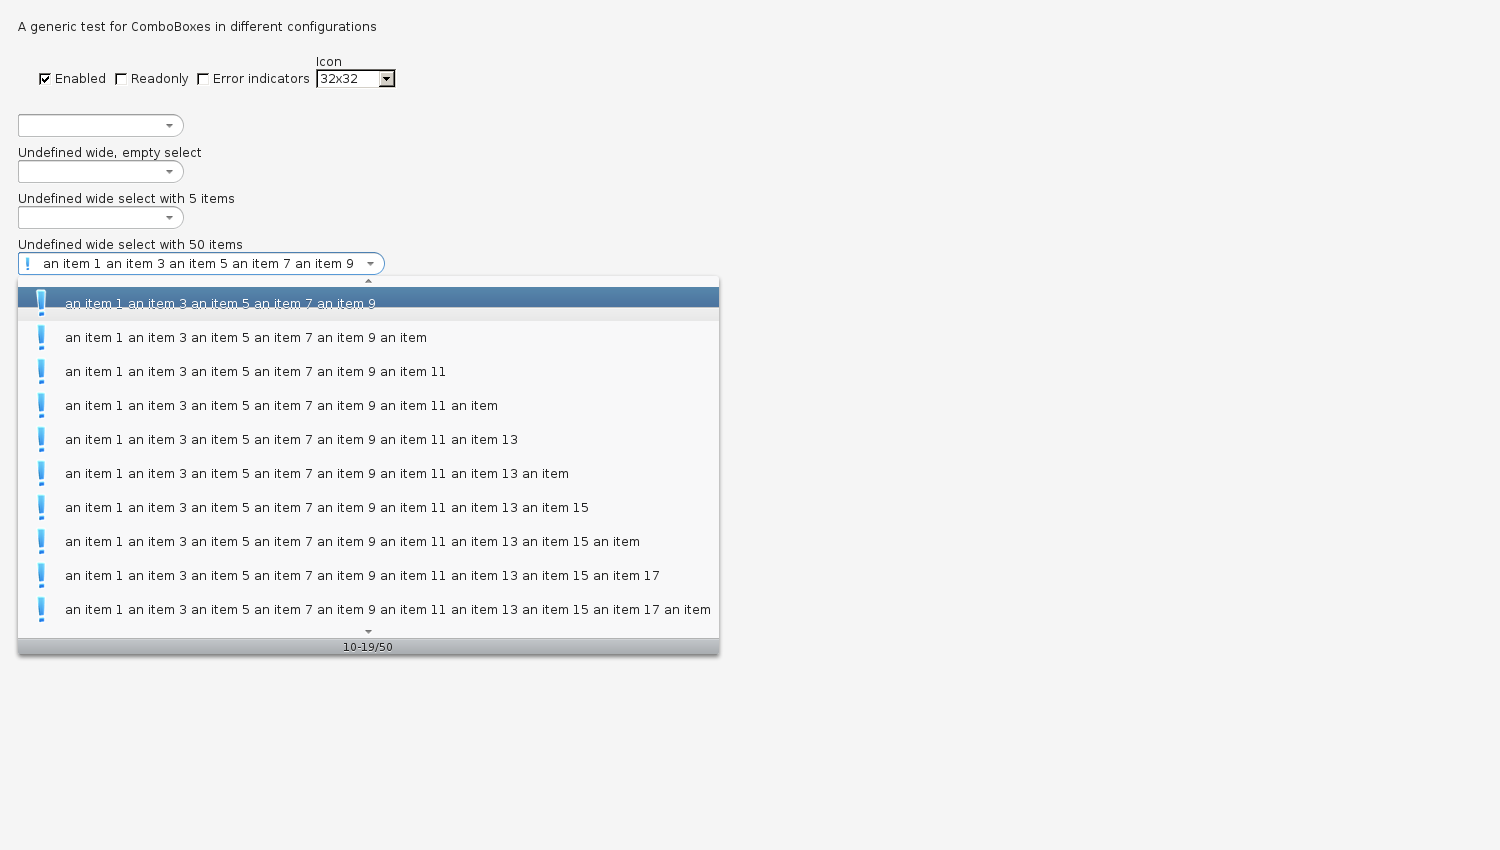 A generic test for ComboBoxes in different configurations
Icon
Enabled Readonly Error indicators 32x32
Undefined wide, empty select
Undefined wide select with 5 items
Undefined wide select with 50 items
an item 1 an item 3 an item 5 an item 7 an item 9
an item 1 an item 3 an item 5 an item 7 an item 9
an item 1 an item 3 an item 5 an item 7 an item 9 an item
an item 1 an item 3 an item 5 an item 7 an item 9 an item 11
an item 1 an item 3 an item 5 an item 7 an item 9 an item 11 an item
an item 1 an item 3 an item 5 an item 7 an item 9 an item 11 an item 13
an item 1 an item 3 an item 5 an item 7 an item 9 an item 11 an item 13 an item
an item 1 an item 3 an item 5 an item 7 an item 9 an item 11 an item 13 an item 15
an item 1 an item 3 an item 5 an item 7 an item 9 an item 11 an item 13 an item 15 an item
an item 1 an item 3 an item 5 an item 7 an item 9 an item 11 an item 13 an item 15 an item 17
an item 1 an item 3 an item 5 an item 7 an item 9 an item 11 an item 13 an item 15 an item 17 an item
10-19/50